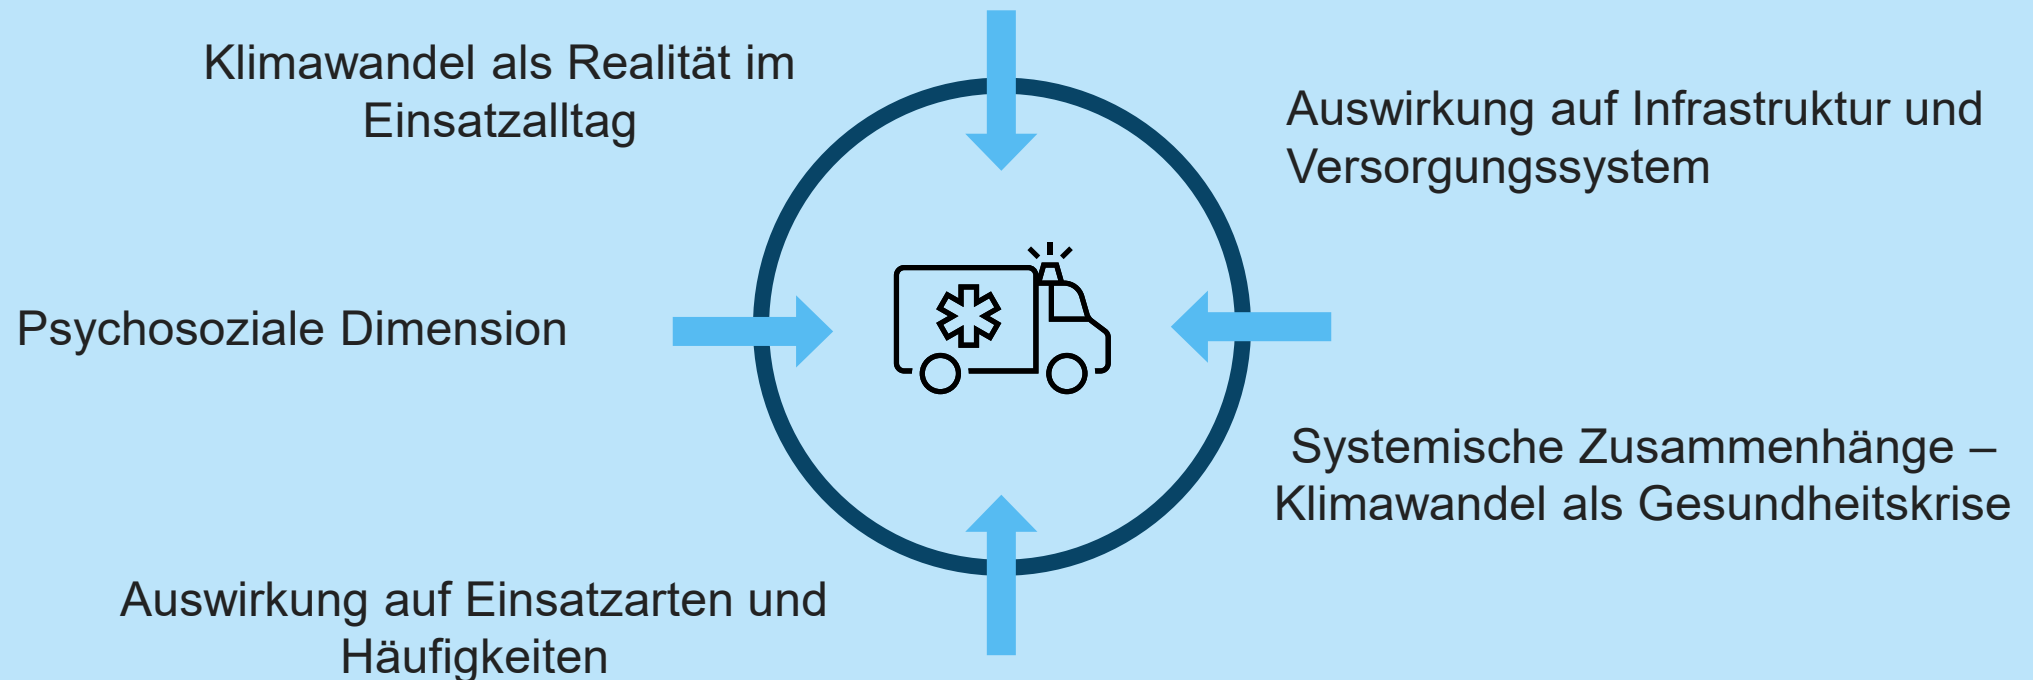 Klimawandel als Realität im
Einsatzalltag
Auswirkung auf Infrastruktur und
Versorgungssystem
Psychosoziale Dimension
Systemische Zusammenhänge –
Klimawandel als Gesundheitskrise
Auswirkung auf Einsatzarten und
Häufigkeiten